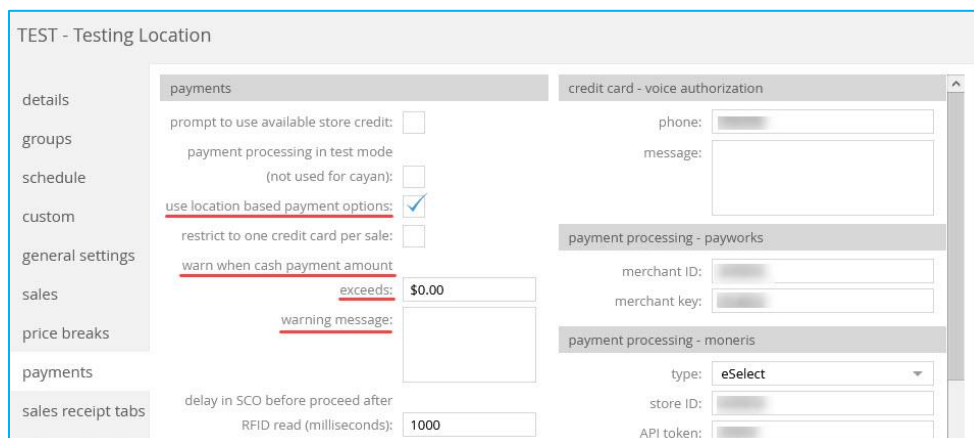 TEST - Testing Location
details
groups
schedule
custom
general settings
sales
price breaks
payments
sales receipt tabs
payments
prompt to use available store credit:
payment processing in test mode
(not used for cayan):
use location based payment options:
restrict to one credit card per sale:
warn when cash payment amount
exceeds: $0.00
warning message:
delay in SCO before proceed after
RFID read (milliseconds): 1000
credit card - voice authorization
phone:
message:
payment processing - payworks
merchant ID:
merchant key:
payment processing - moneris
type: eSelect
store ID:
API token: